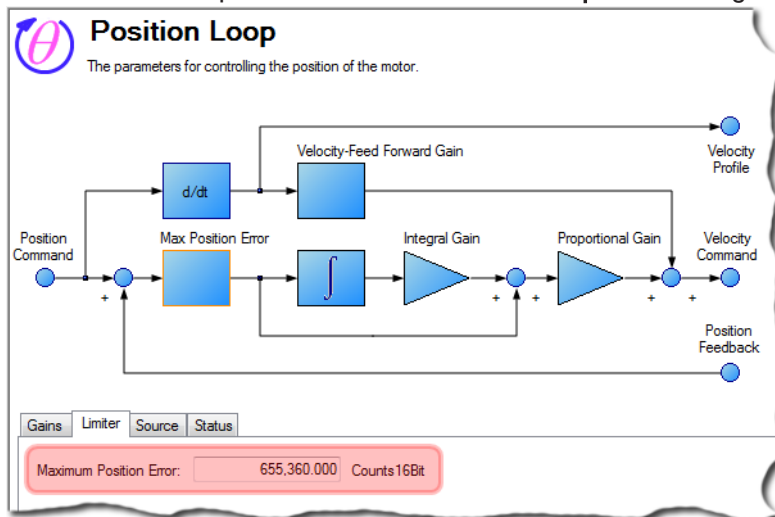 θ
Position Loop
The parameters for controlling the position of the motor.
Velocity-Feed Forward Gain
Velocity
Profile
d/dt
Position
Command
Max Position Error
Integral Gain
Proportional Gain
Velocity
Command
∫
+
+ +
+ +
Position
Feedback
Gains Limiter Source Status
Maximum Position Error: 655,360.000 Counts16Bit